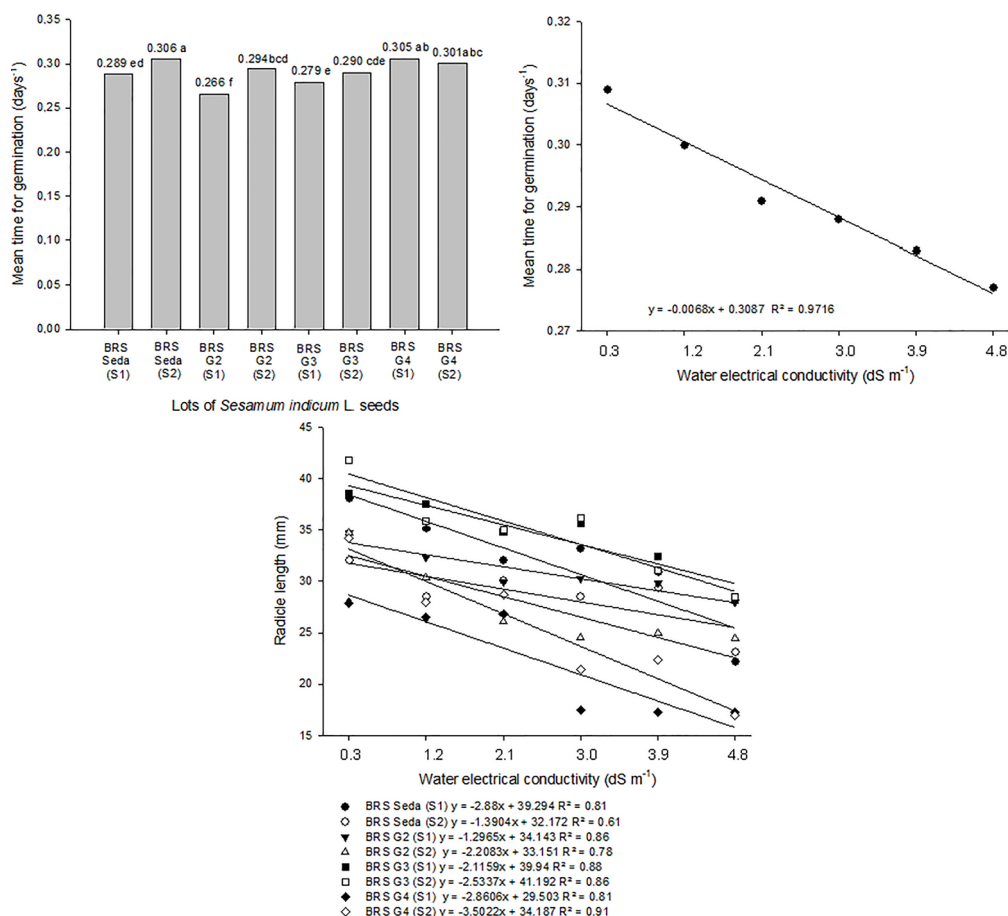 Mean time for germination (days⁻¹)
0.35
0.30
0.25
0.20
0.15
0.10
0.05
0,00
0.289 ed
0.306 a
0.266 f
0.294bcd
0.279 e
0.290 cde
0.305 ab
0.301abc
BRS Seda (S1)
BRS Seda (S2)
BRS G2 (S1)
BRS G2 (S2)
BRS G3 (S1)
BRS G3 (S2)
BRS G4 (S1)
BRS G4 (S2)
Lots of Sesamum indicum L. seeds
Mean time for germination (days⁻¹)
0.32
0.31
0.30
0.29
0.28
0.27
y = -0.0068x + 0.3087 R² = 0.9716
0.3 1.2 2.1 3.0 3.9 4.8
Water electrical conductivity (dS m⁻¹)
Radicle length (mm)
45
40
35
30
25
20
15
0.3 1.2 2.1 3.0 3.9 4.8
Water electrical conductivity (dS m⁻¹)
BRS Seda (S1) y = -2.88x + 39.294 R² = 0.81
BRS Seda (S2) y = -1.3904x + 32.172 R² = 0.61
BRS G2 (S1) y = -1.2965x + 34.143 R² = 0.86
BRS G2 (S2) y = -2.2083x + 33.151 R² = 0.78
BRS G3 (S1) y = -2.1159x + 39.94 R² = 0.88
BRS G3 (S2) y = -2.5337x + 41.192 R² = 0.86
BRS G4 (S1) y = -2.8606x + 29.503 R² = 0.81
BRS G4 (S2) y = -3.5022x + 34.187 R² = 0.91